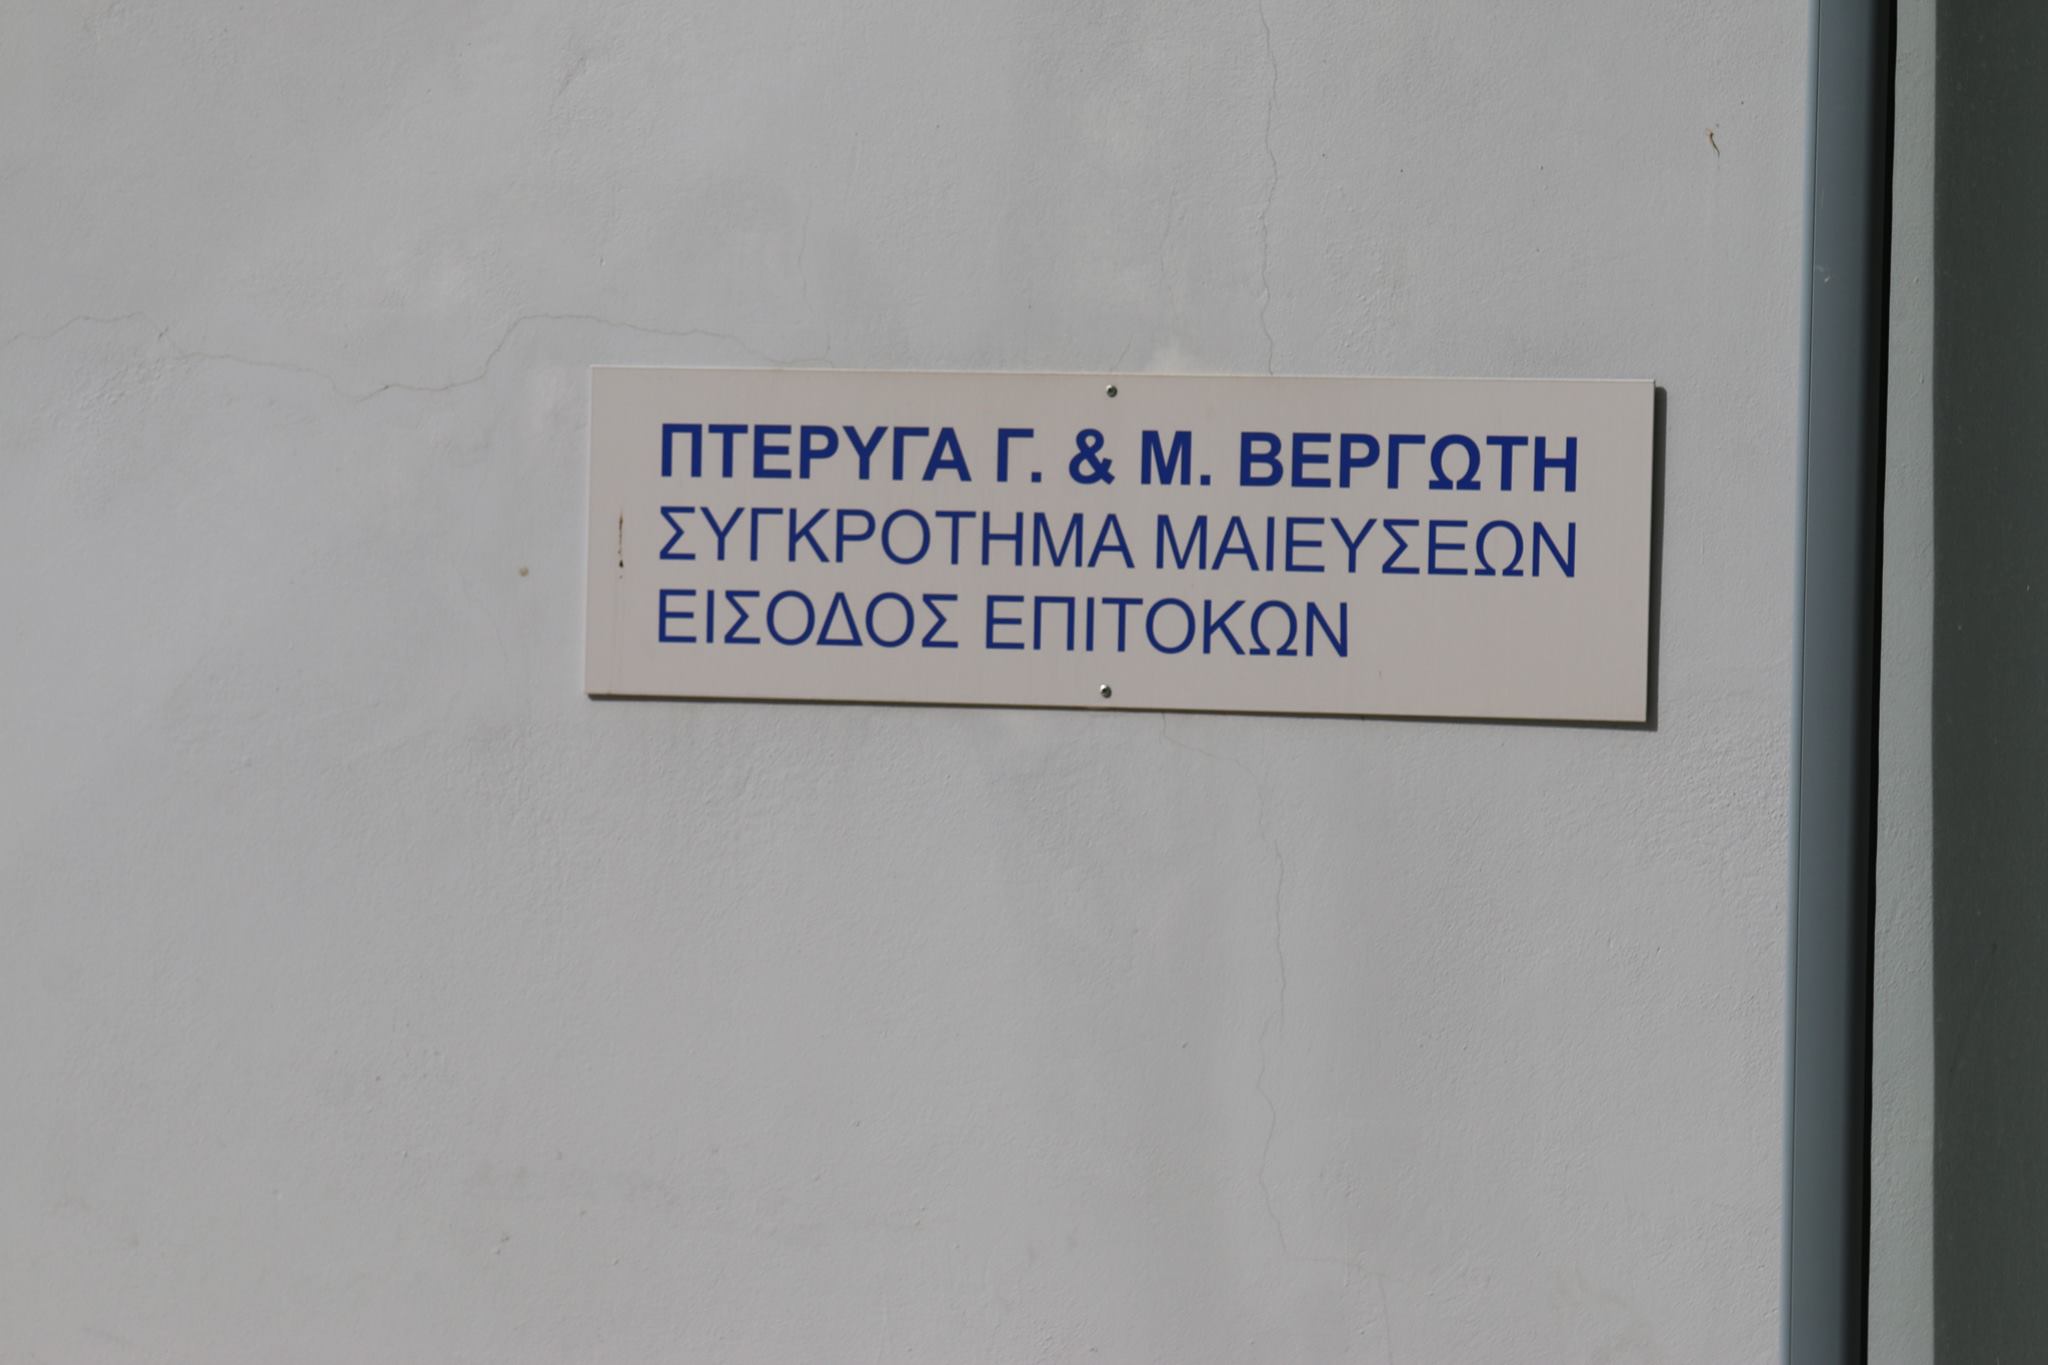 ΠΤΕΡΥΓΑ Γ. & Μ. ΒΕΡΓΩΤΗ
ΣΥΓΚΡΟΤΗΜΑ ΜΑΙΕΥΣΕΩΝ
ΕΙΣΟΔΟΣ ΕΠΙΤΟΚΩΝ